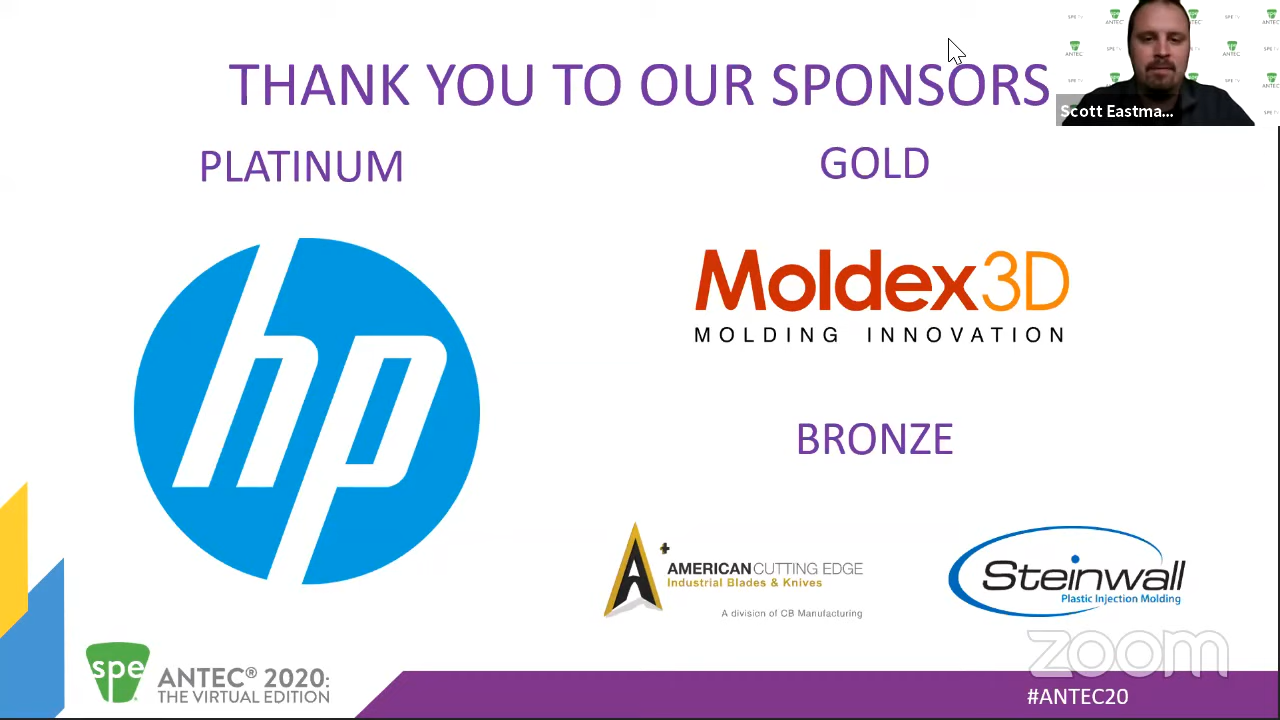 THANK YOU TO OUR SPONSORS
Scott Eastma...
PLATINUM
GOLD
hp
Moldex3D
MOLDING INNOVATION
BRONZE
A+
AMERICAN CUTTING EDGE
Industrial Blades & Knives
A division of CB Manufacturing
Steinwall
Plastic Injection Molding
zoom
spe
ANTEC® 2020:
THE VIRTUAL EDITION
#ANTEC20